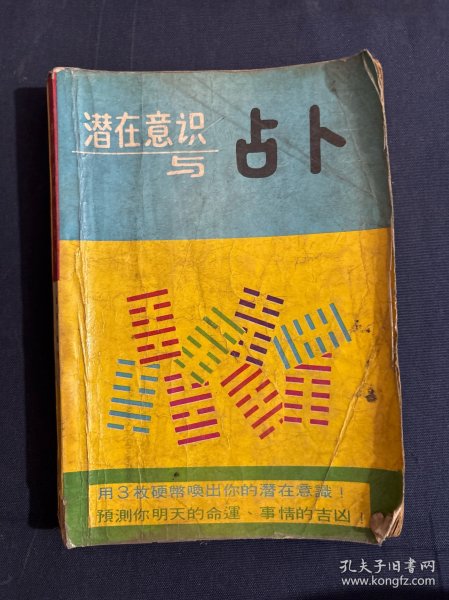 潜在意识
与 占卜
用3枚硬幣喚出你的潛在意識！
預測你明天的命運、事情的吉凶！
孔夫子旧书网
www.kongfz.com